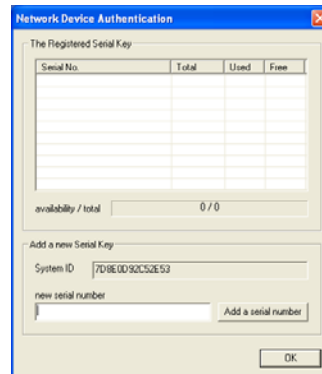 Network Device Authentication
The Registered Serial Key
Serial No. Total Used Free
availability / total 0 / 0
Add a new Serial Key
System ID 7D8E0D92C52E53
new serial number
Add a serial number
OK